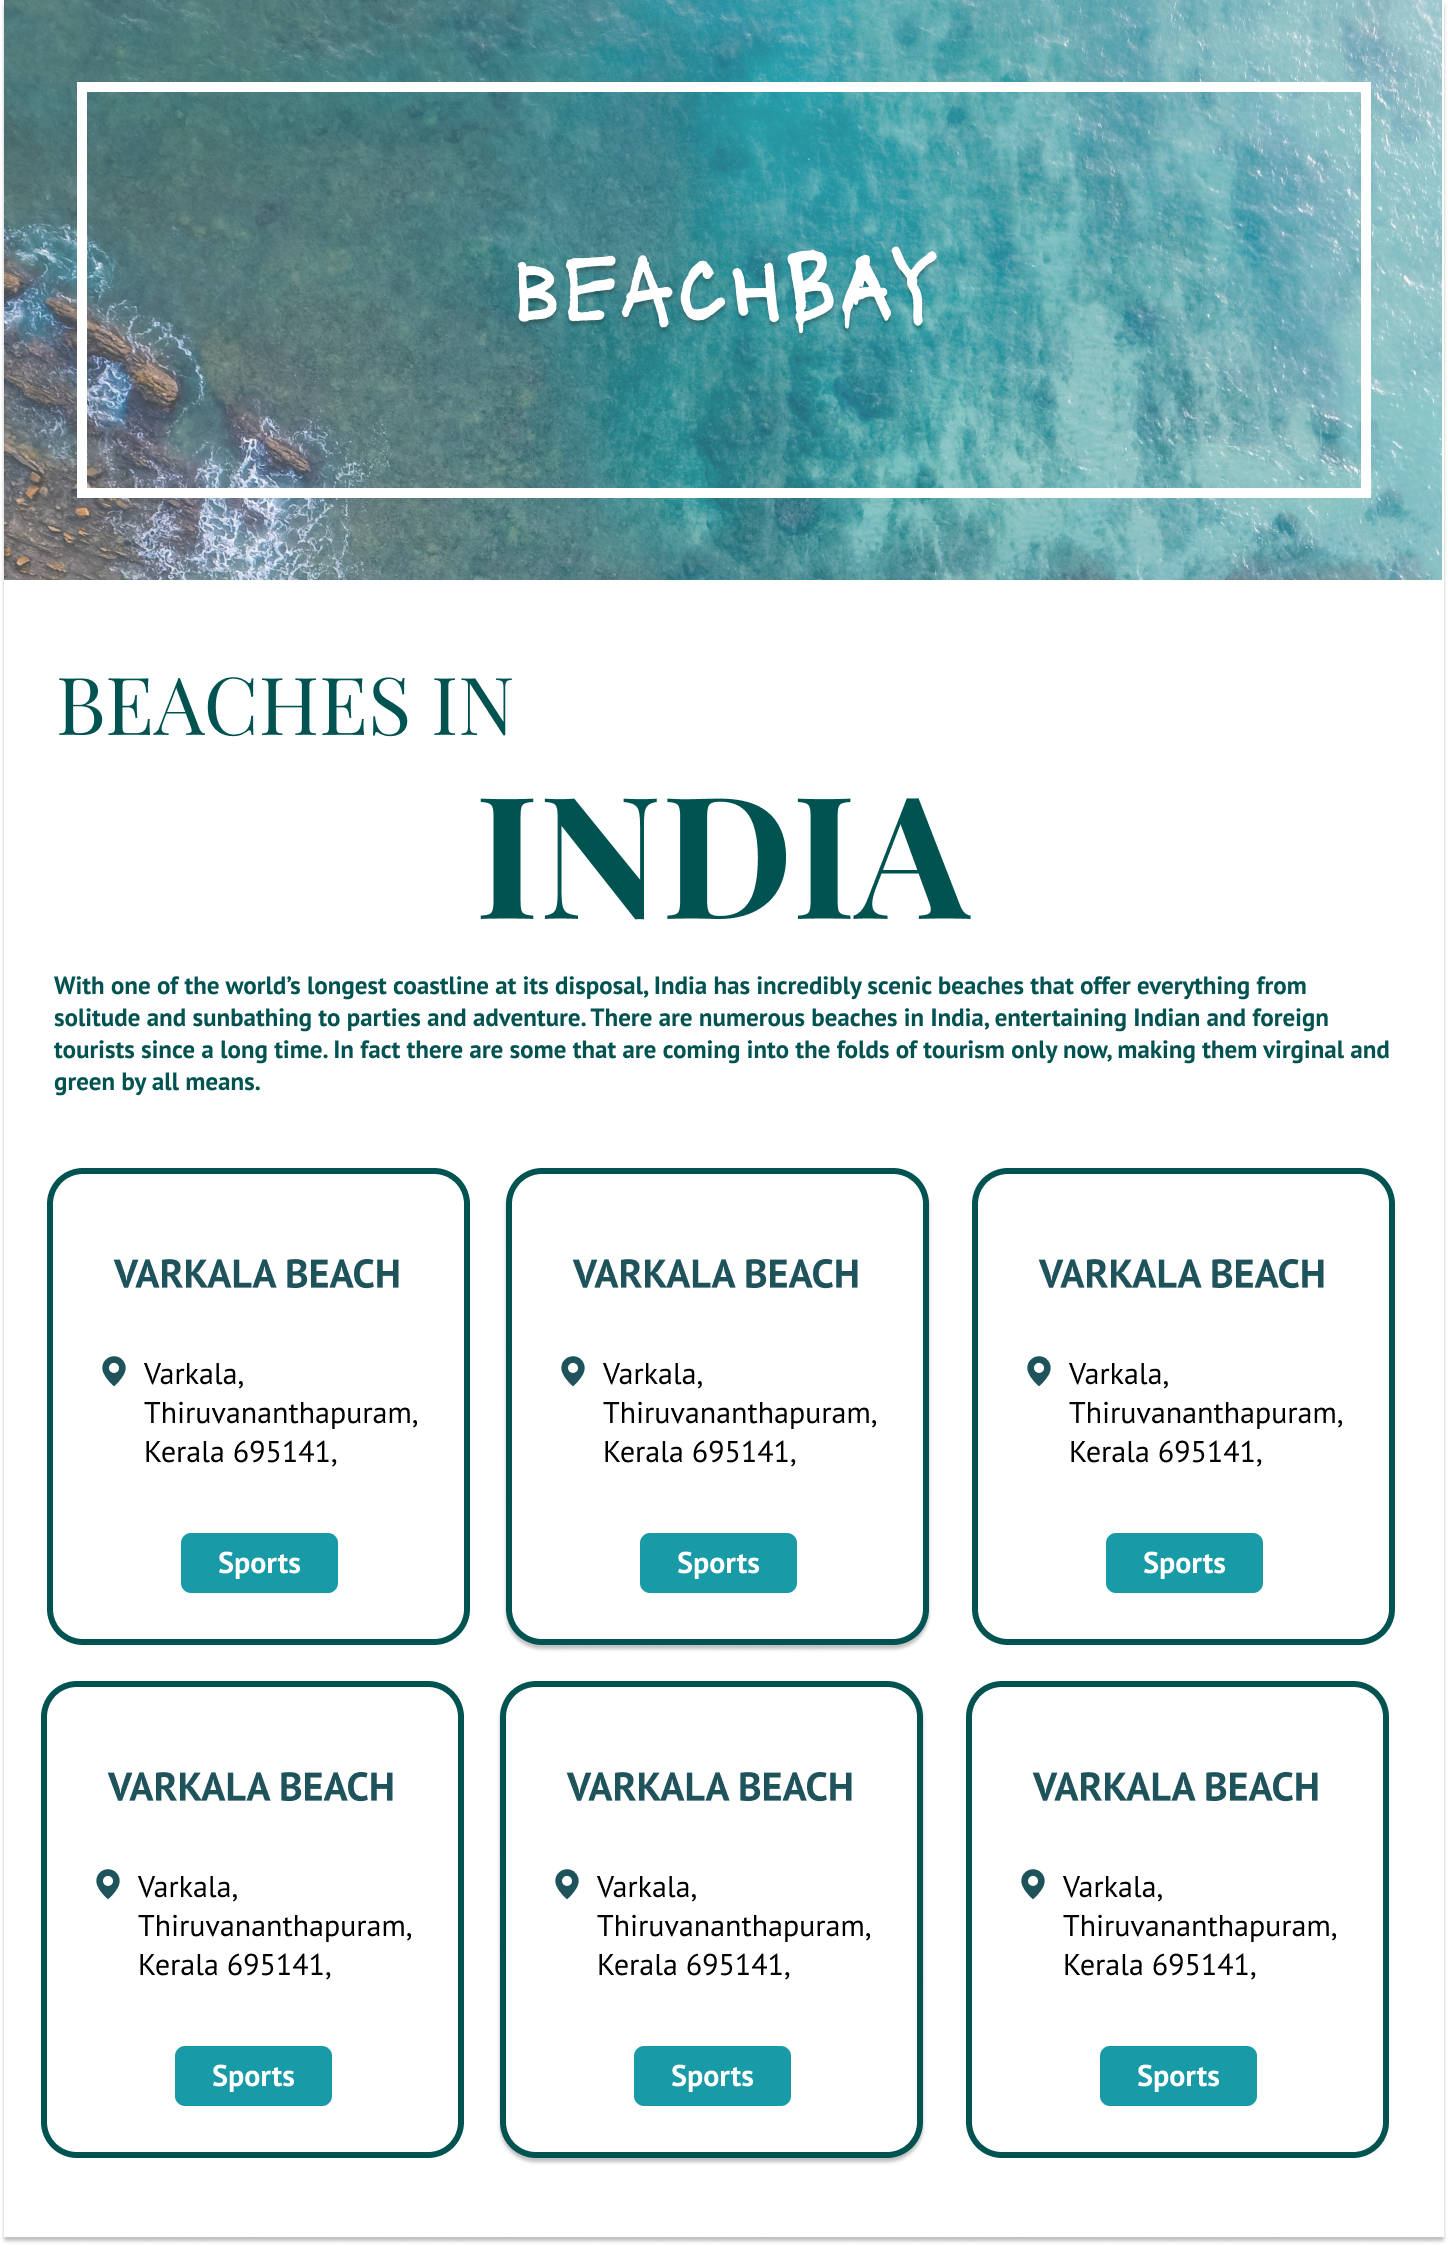 BEACHBAY
BEACHES IN
INDIA
With one of the world’s longest coastline at its disposal, India has incredibly scenic beaches that offer everything from
solitude and sunbathing to parties and adventure. There are numerous beaches in India, entertaining Indian and foreign
tourists since a long time. In fact there are some that are coming into the folds of tourism only now, making them virginal and
green by all means.
VARKALA BEACH
Varkala,
Thiruvananthapuram,
Kerala 695141,
Sports
VARKALA BEACH
Varkala,
Thiruvananthapuram,
Kerala 695141,
Sports
VARKALA BEACH
Varkala,
Thiruvananthapuram,
Kerala 695141,
Sports
VARKALA BEACH
Varkala,
Thiruvananthapuram,
Kerala 695141,
Sports
VARKALA BEACH
Varkala,
Thiruvananthapuram,
Kerala 695141,
Sports
VARKALA BEACH
Varkala,
Thiruvananthapuram,
Kerala 695141,
Sports